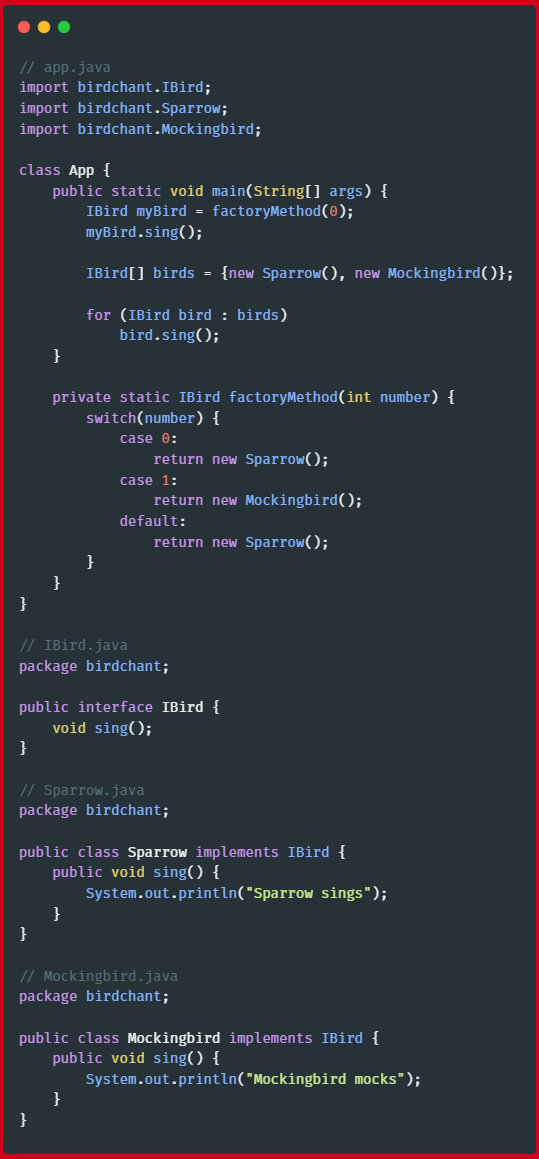 // app.java
import birdchant.IBird;
import birdchant.Sparrow;
import birdchant.Mockingbird;

class App {
    public static void main(String[] args) {
        IBird myBird = factoryMethod(0);
        myBird.sing();

        IBird[] birds = {new Sparrow(), new Mockingbird()};

        for (IBird bird : birds)
            bird.sing();
    }

    private static IBird factoryMethod(int number) {
        switch(number) {
            case 0:
                return new Sparrow();
            case 1:
                return new Mockingbird();
            default:
                return new Sparrow();
        }
    }
}

// IBird.java
package birdchant;

public interface IBird {
    void sing();
}

// Sparrow.java
package birdchant;

public class Sparrow implements IBird {
    public void sing() {
        System.out.println("Sparrow sings");
    }
}

// Mockingbird.java
package birdchant;

public class Mockingbird implements IBird {
    public void sing() {
        System.out.println("Mockingbird mocks");
    }
}